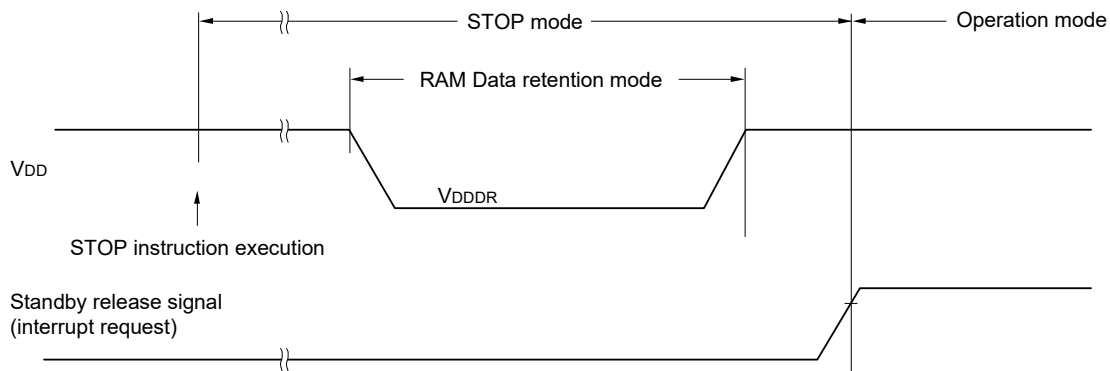 STOP mode
Operation mode
RAM Data retention mode
VDD
VDDDR
STOP instruction execution
Standby release signal
(interrupt request)